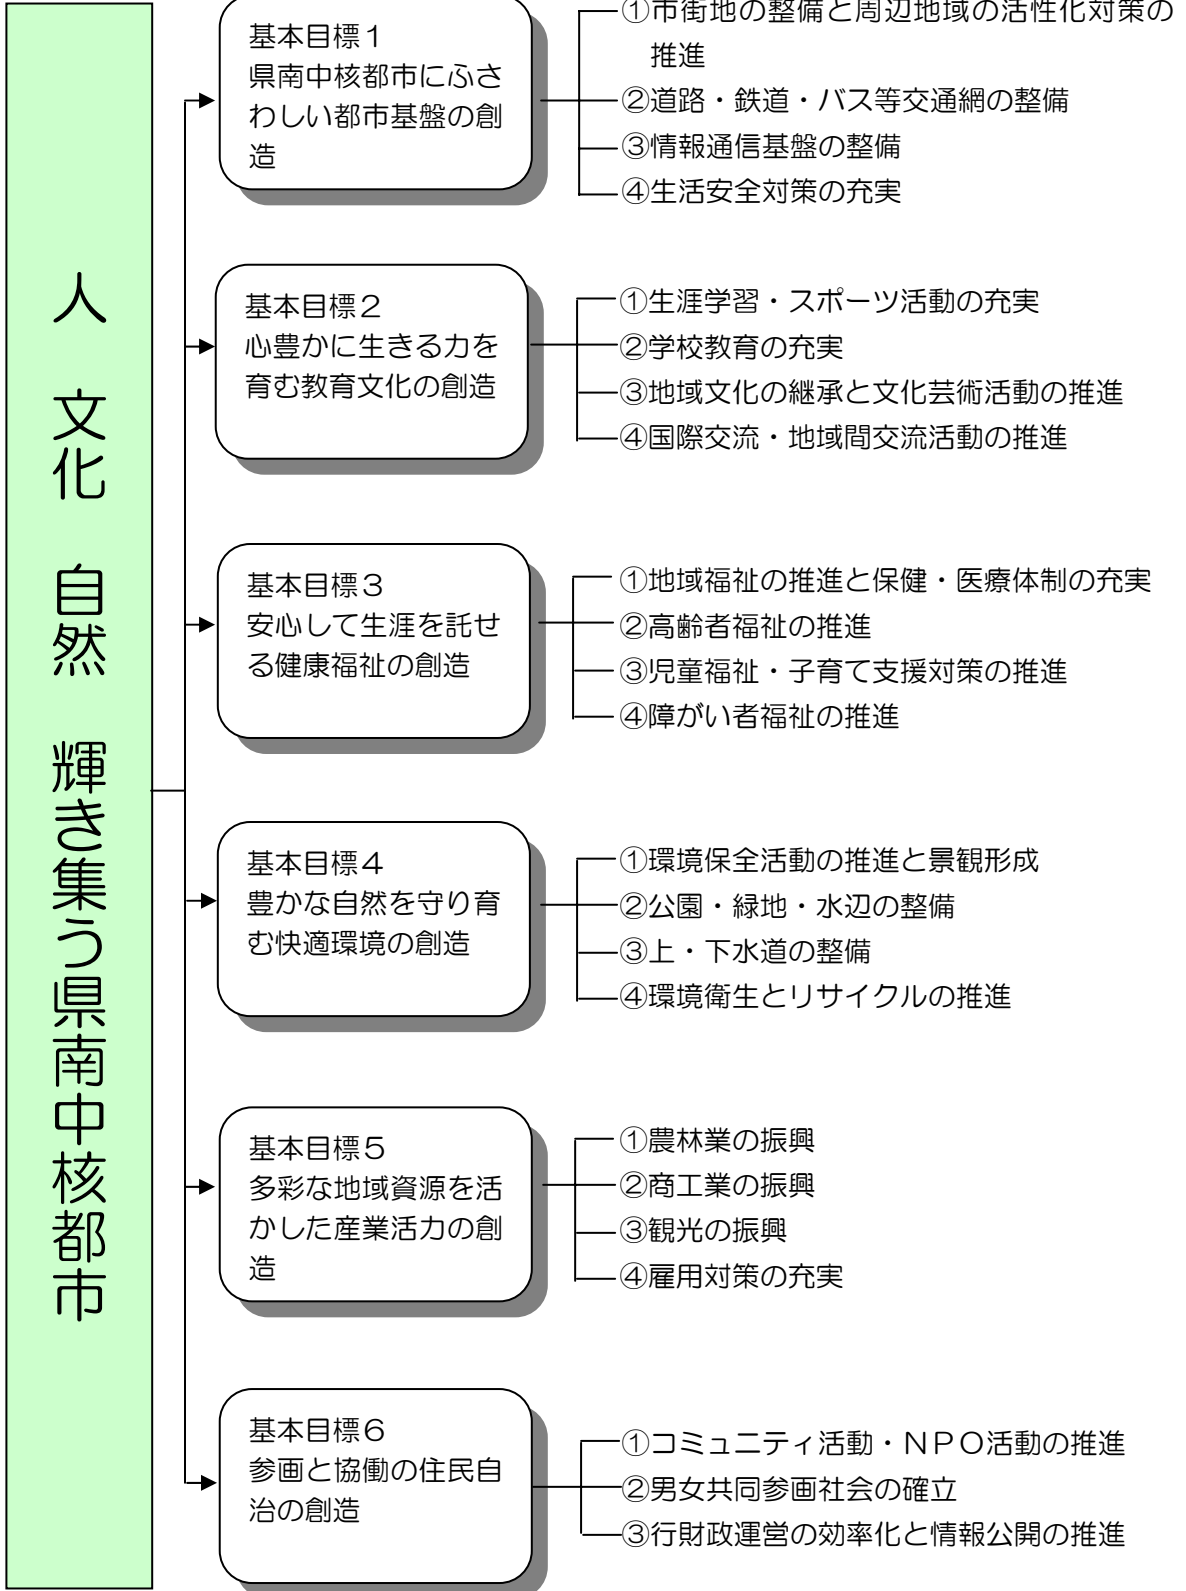 人 文化 自然 輝き集う県南中核都市
基本目標１
県南中核都市にふさ
わしい都市基盤の創
造
①市街地の整備と周辺地域の活性化対策の
推進
②道路・鉄道・バス等交通網の整備
③情報通信基盤の整備
④生活安全対策の充実
基本目標２
心豊かに生きる力を
育む教育文化の創造
①生涯学習・スポーツ活動の充実
②学校教育の充実
③地域文化の継承と文化芸術活動の推進
④国際交流・地域間交流活動の推進
基本目標３
安心して生涯を託せ
る健康福祉の創造
①地域福祉の推進と保健・医療体制の充実
②高齢者福祉の推進
③児童福祉・子育て支援対策の推進
④障がい者福祉の推進
基本目標４
豊かな自然を守り育
む快適環境の創造
①環境保全活動の推進と景観形成
②公園・緑地・水辺の整備
③上・下水道の整備
④環境衛生とリサイクルの推進
基本目標５
多彩な地域資源を活
かした産業活力の創
造
①農林業の振興
②商工業の振興
③観光の振興
④雇用対策の充実
基本目標６
参画と協働の住民自
治の創造
①コミュニティ活動・ＮＰＯ活動の推進
②男女共同参画社会の確立
③行財政運営の効率化と情報公開の推進